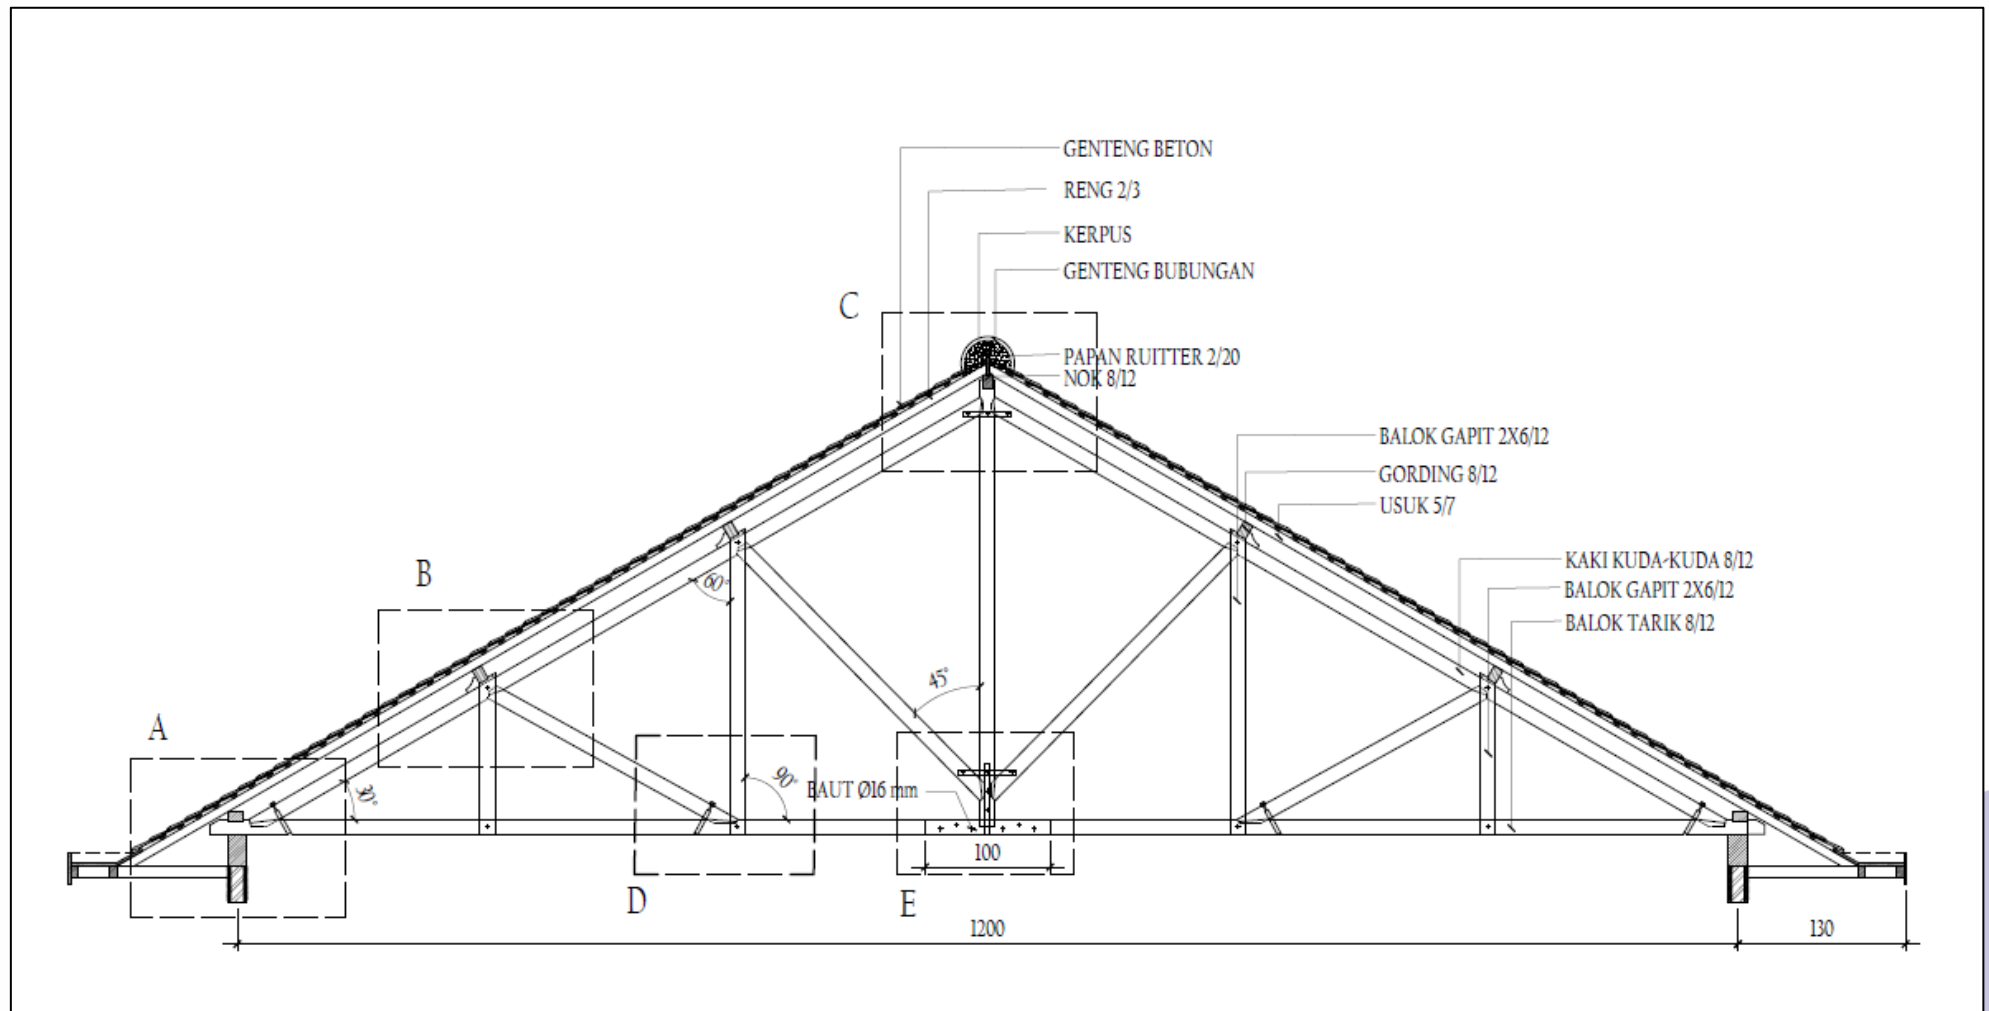 GENTENG BETON
RENG 2/3
KERPUS
GENTENG BUBUNGAN
C
PAPAN RUITTER 2/20
NOK 8/12
BALOK GAPIT 2X6/12
GORDING 8/12
USUK 5/7
KAKI KUDA-KUDA 8/12
BALOK GAPIT 2X6/12
BALOK TARIK 8/12
B
60°
45°
A
30°
90°
BAUT Ø16 mm
100
D
E
1200
130